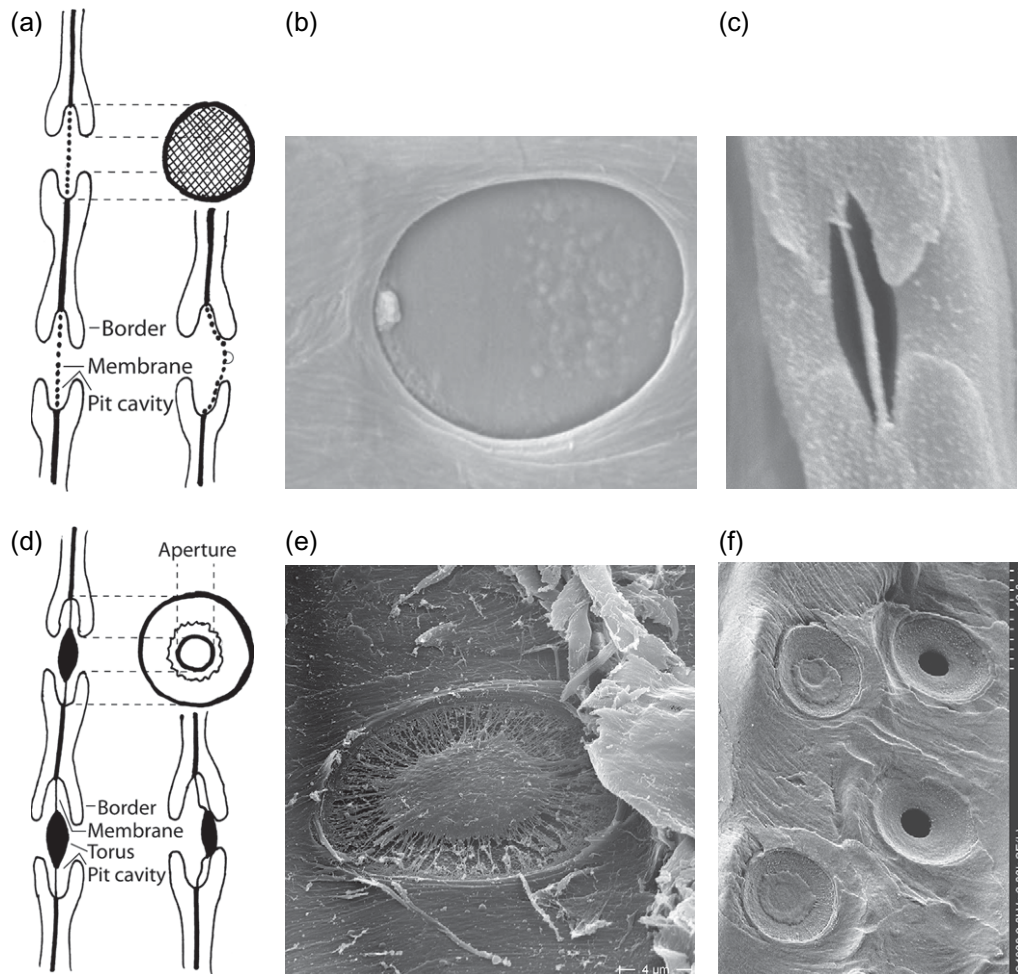 (a)
(b)
(c)
Border
Membrane
Pit cavity
(d)
(e)
(f)
Aperture
Border
Membrane
Torus
Pit cavity
4 µm